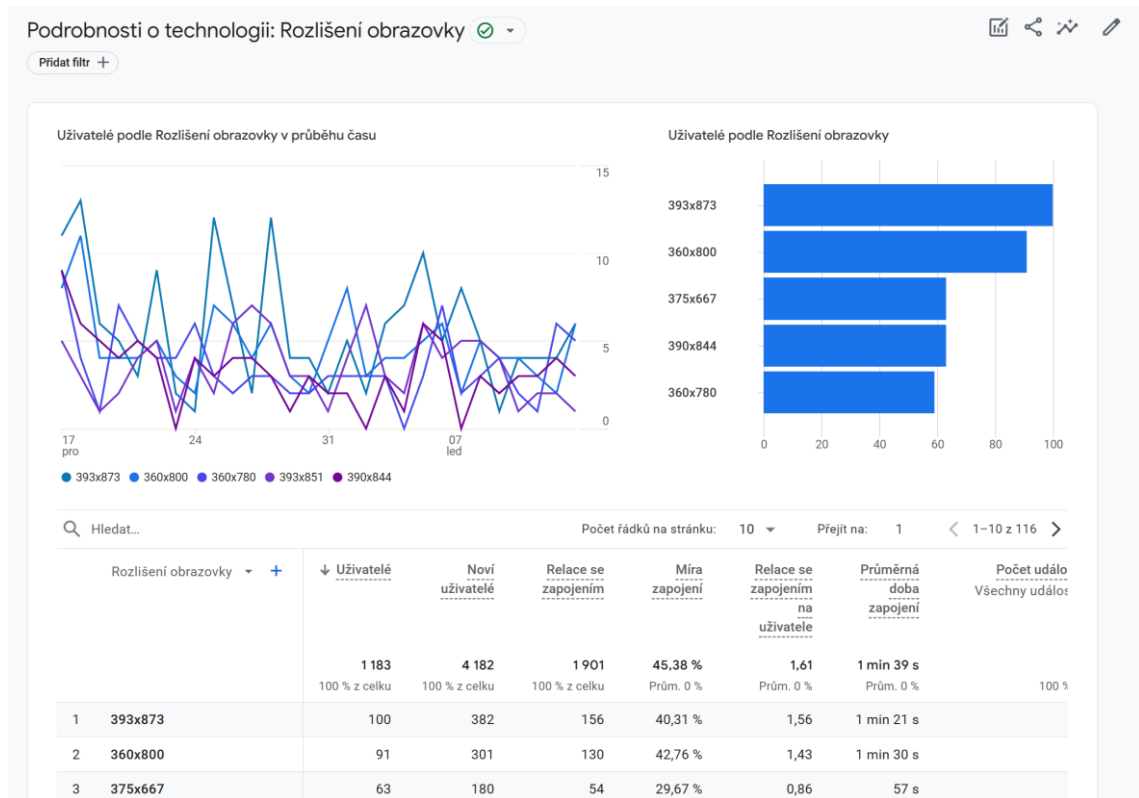 Podrobnosti o technologii: Rozlišení obrazovky
Přidat filtr +
Uživatelé podle Rozlišení obrazovky v průběhu času
15
10
5
0
17
pro
24
31
07
led
393x873 360x800 360x780 393x851 390x844
Uživatelé podle Rozlišení obrazovky
393x873
360x800
375x667
390x844
360x780
0 20 40 60 80 100
Hledat…
Počet řádků na stránku: 10 Přejít na: 1 1–10 z 116
Rozlišení obrazovky +
↓ Uživatelé
Noví
uživatelé
Relace se
zapojením
Míra
zapojení
Relace se
zapojením
na
uživatele
Průměrná
doba
zapojení
Počet událo
Všechny událos
1 183 4 182 1 901 45,38 % 1,61 1 min 39 s
100 % z celku 100 % z celku 100 % z celku Prům. 0 % Prům. 0 % Prům. 0 % 100 %
1 393x873 100 382 156 40,31 % 1,56 1 min 21 s
2 360x800 91 301 130 42,76 % 1,43 1 min 30 s
3 375x667 63 180 54 29,67 % 0,86 57 s